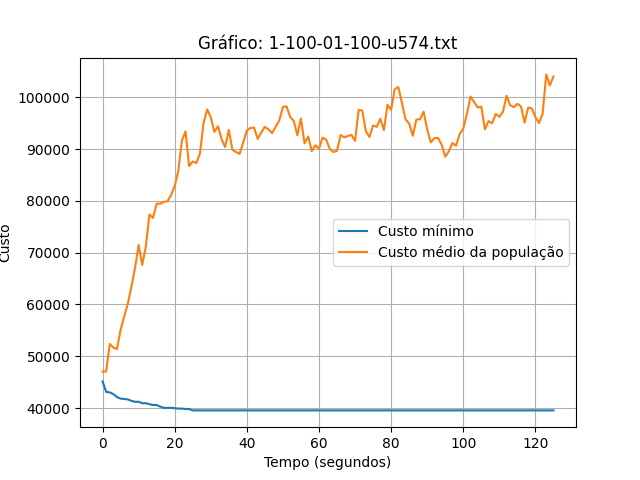 Gráfico: 1-100-01-100-u574.txt
Custo
100000
90000
80000
70000
60000
50000
40000
Custo mínimo
Custo médio da população
0 20 40 60 80 100 120
Tempo (segundos)